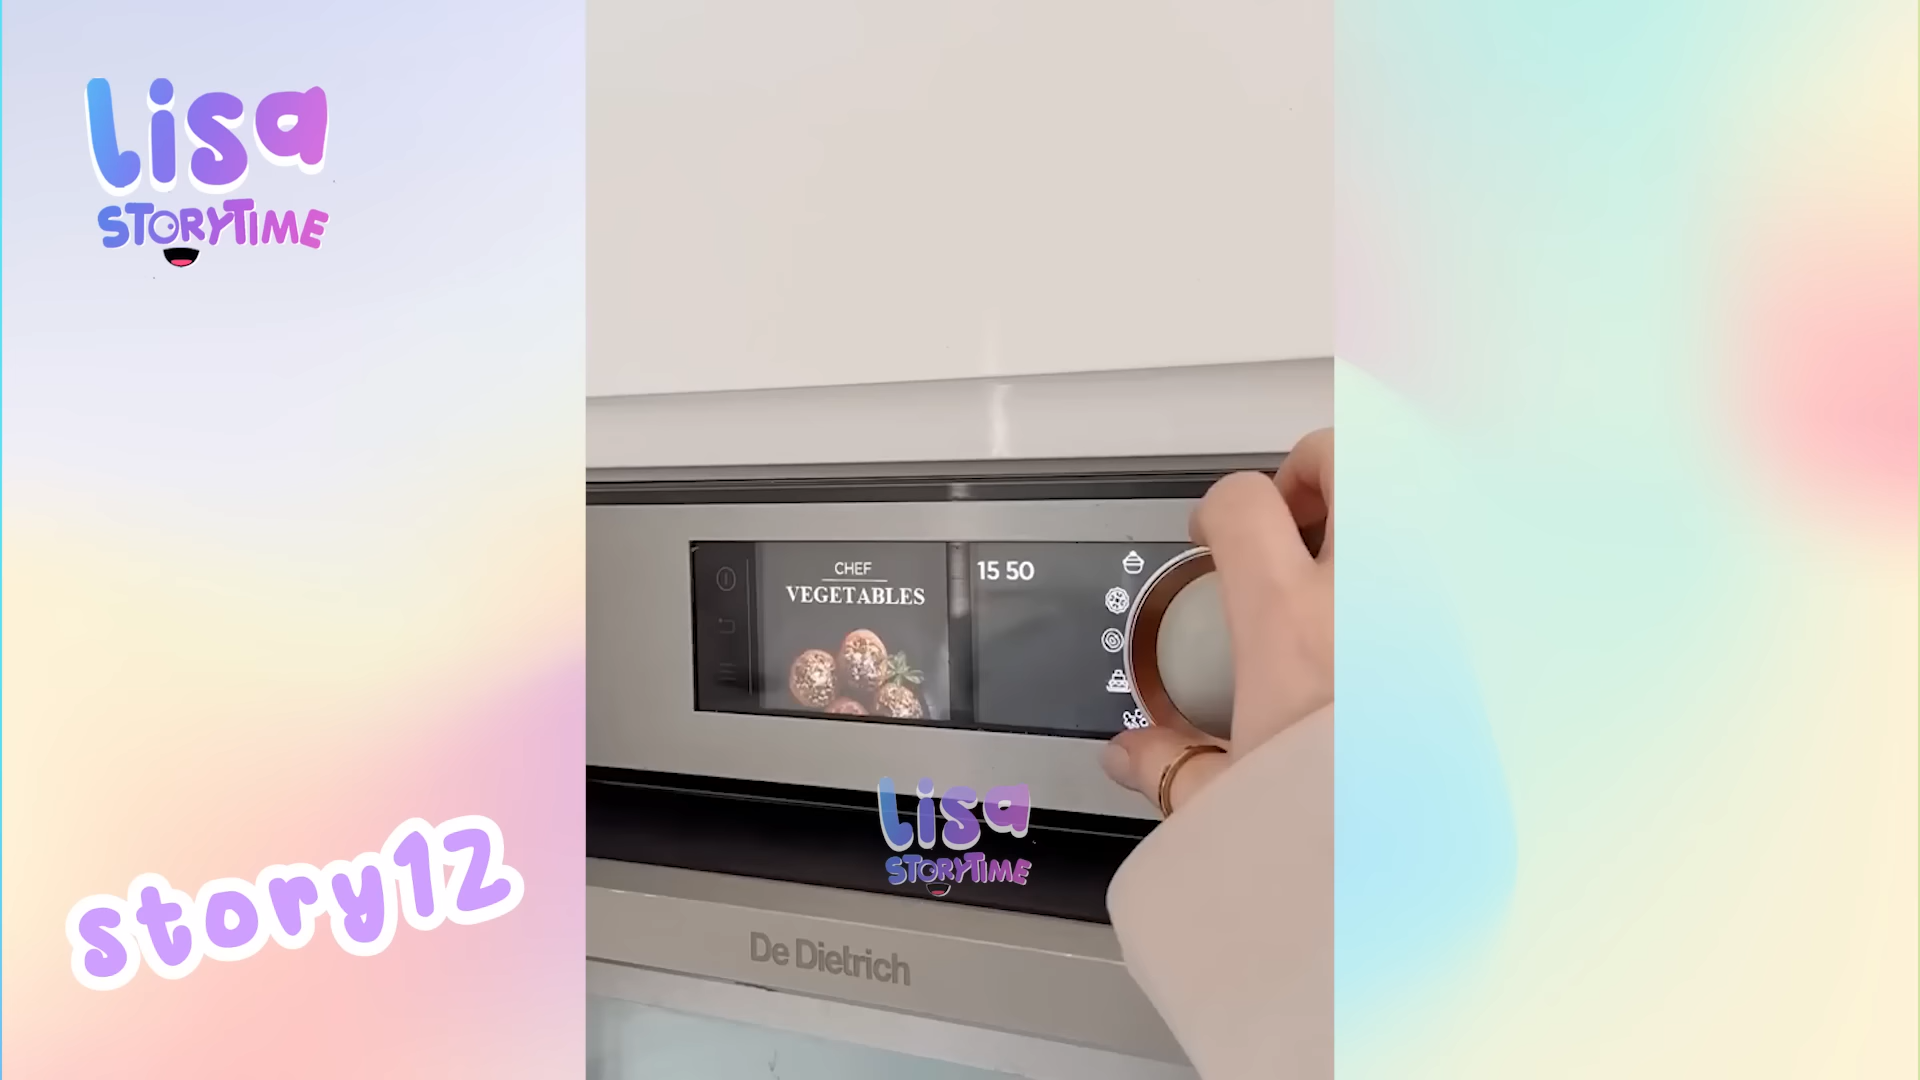 Lisa
STORYTIME
story12
CHEF
VEGETABLES
15 50
Lisa
STORYTIME
De Dietrich